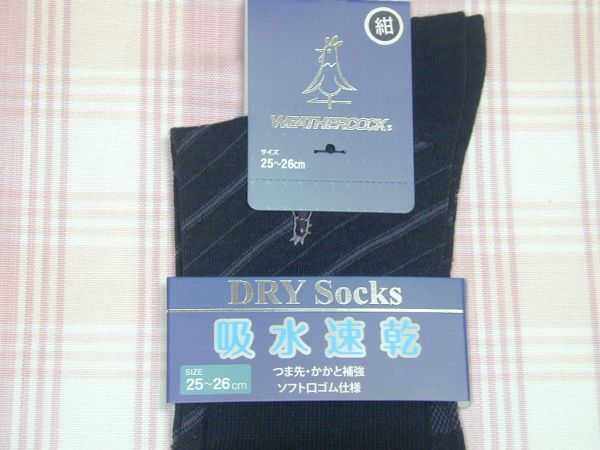 紺
WEATHERCOCK®
サイズ
25~26cm
DRY Socks
吸水速乾
つま先・かかと補強
ソフト口ゴム仕様
SIZE
25~26cm